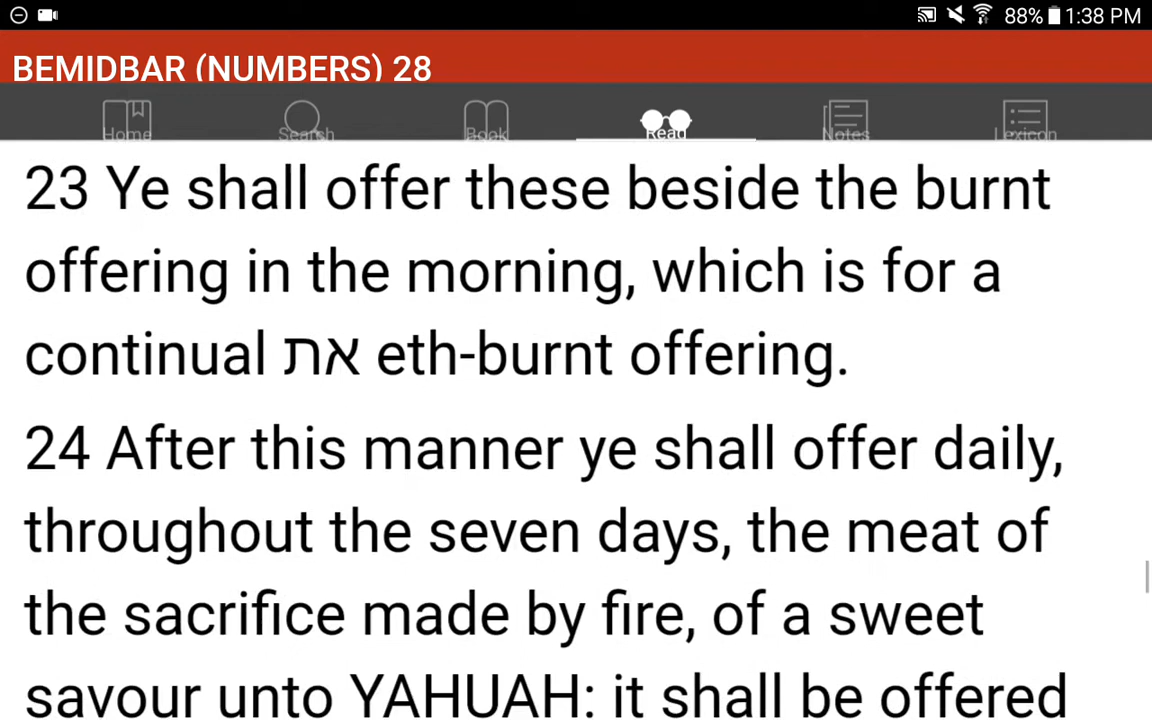 88% 1:38 PM
BEMIDBAR (NUMBERS) 28
Home Search Book Read Notes Lexicon
23 Ye shall offer these beside the burnt
offering in the morning, which is for a
continual את eth-burnt offering.
24 After this manner ye shall offer daily,
throughout the seven days, the meat of
the sacrifice made by fire, of a sweet
savour unto YAHUAH: it shall be offered